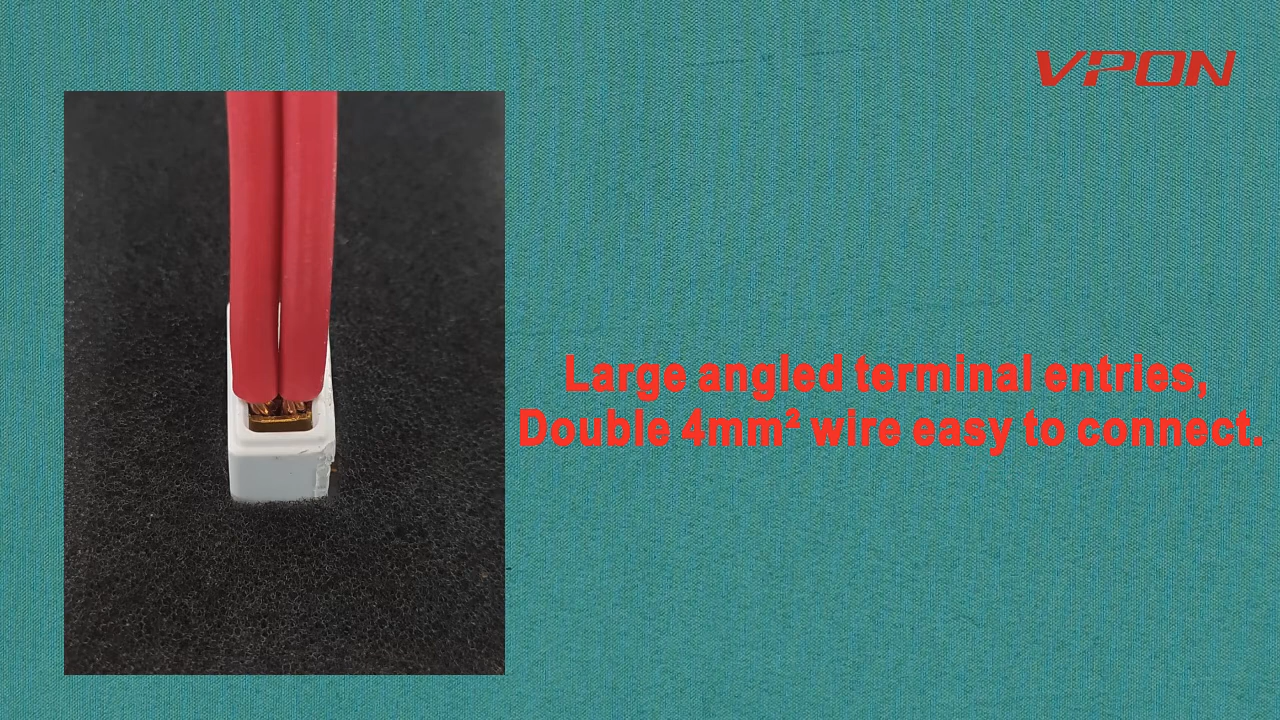 VPON
Large angled terminal entries,
Double 4mm² wire easy to connect.